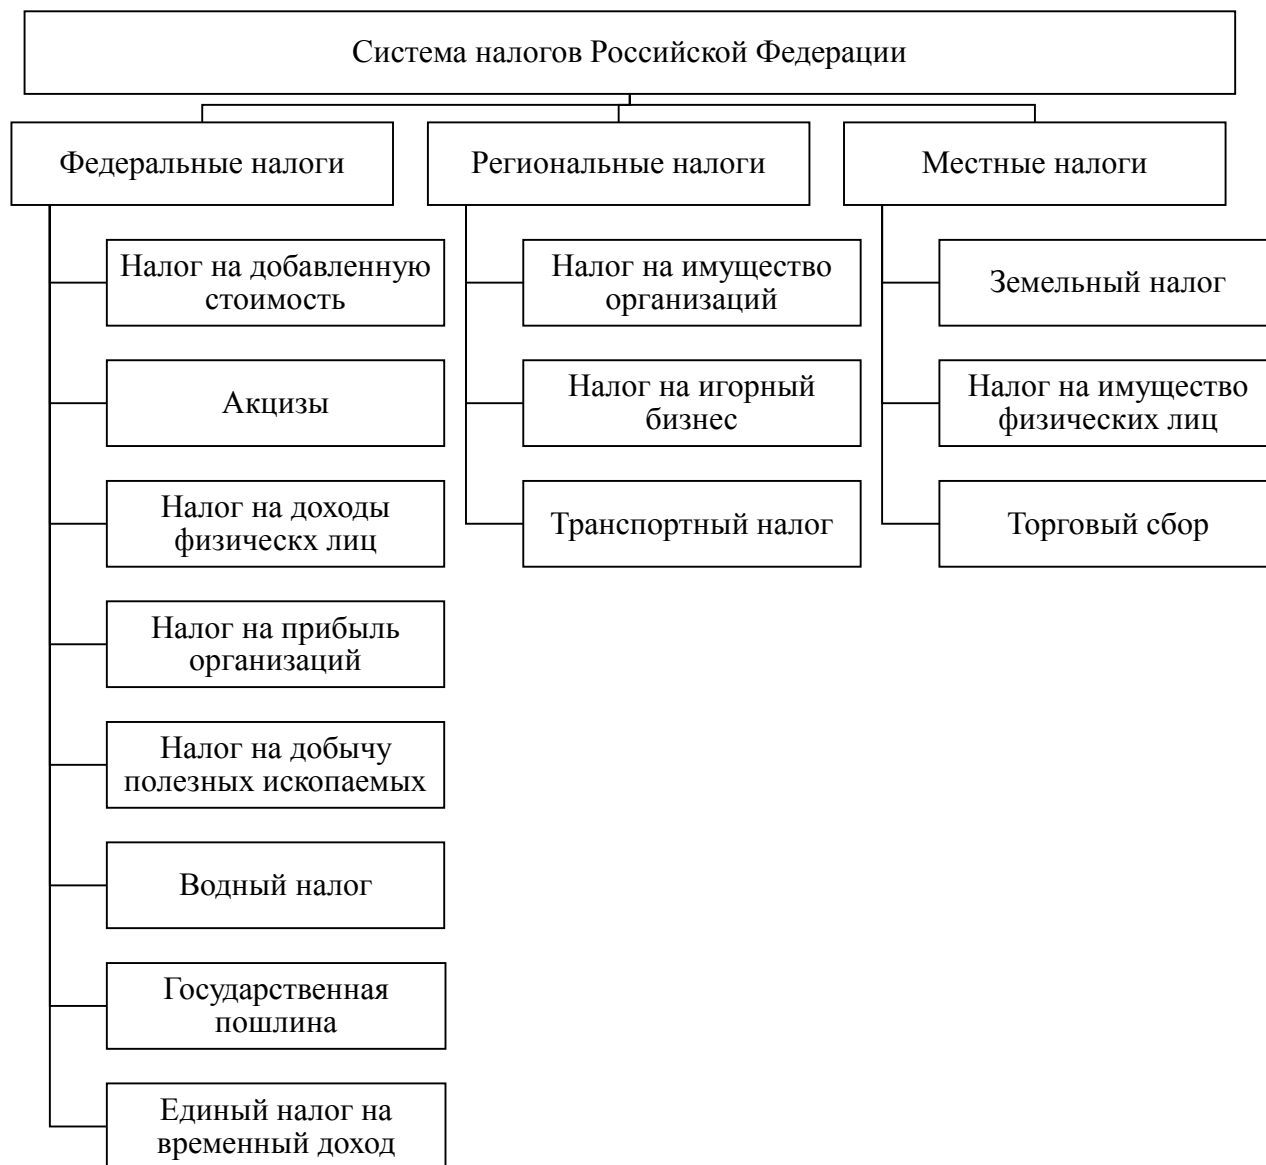 Система налогов Российской Федерации
Федеральные налоги
Региональные налоги
Местные налоги
Налог на добавленную
стоимость
Акцизы
Налог на доходы
физическх лиц
Налог на прибыль
организаций
Налог на добычу
полезных ископаемых
Водный налог
Государственная
пошлина
Единый налог на
временный доход
Налог на имущество
организаций
Налог на игорный
бизнес
Транспортный налог
Земельный налог
Налог на имущество
физических лиц
Торговый сбор